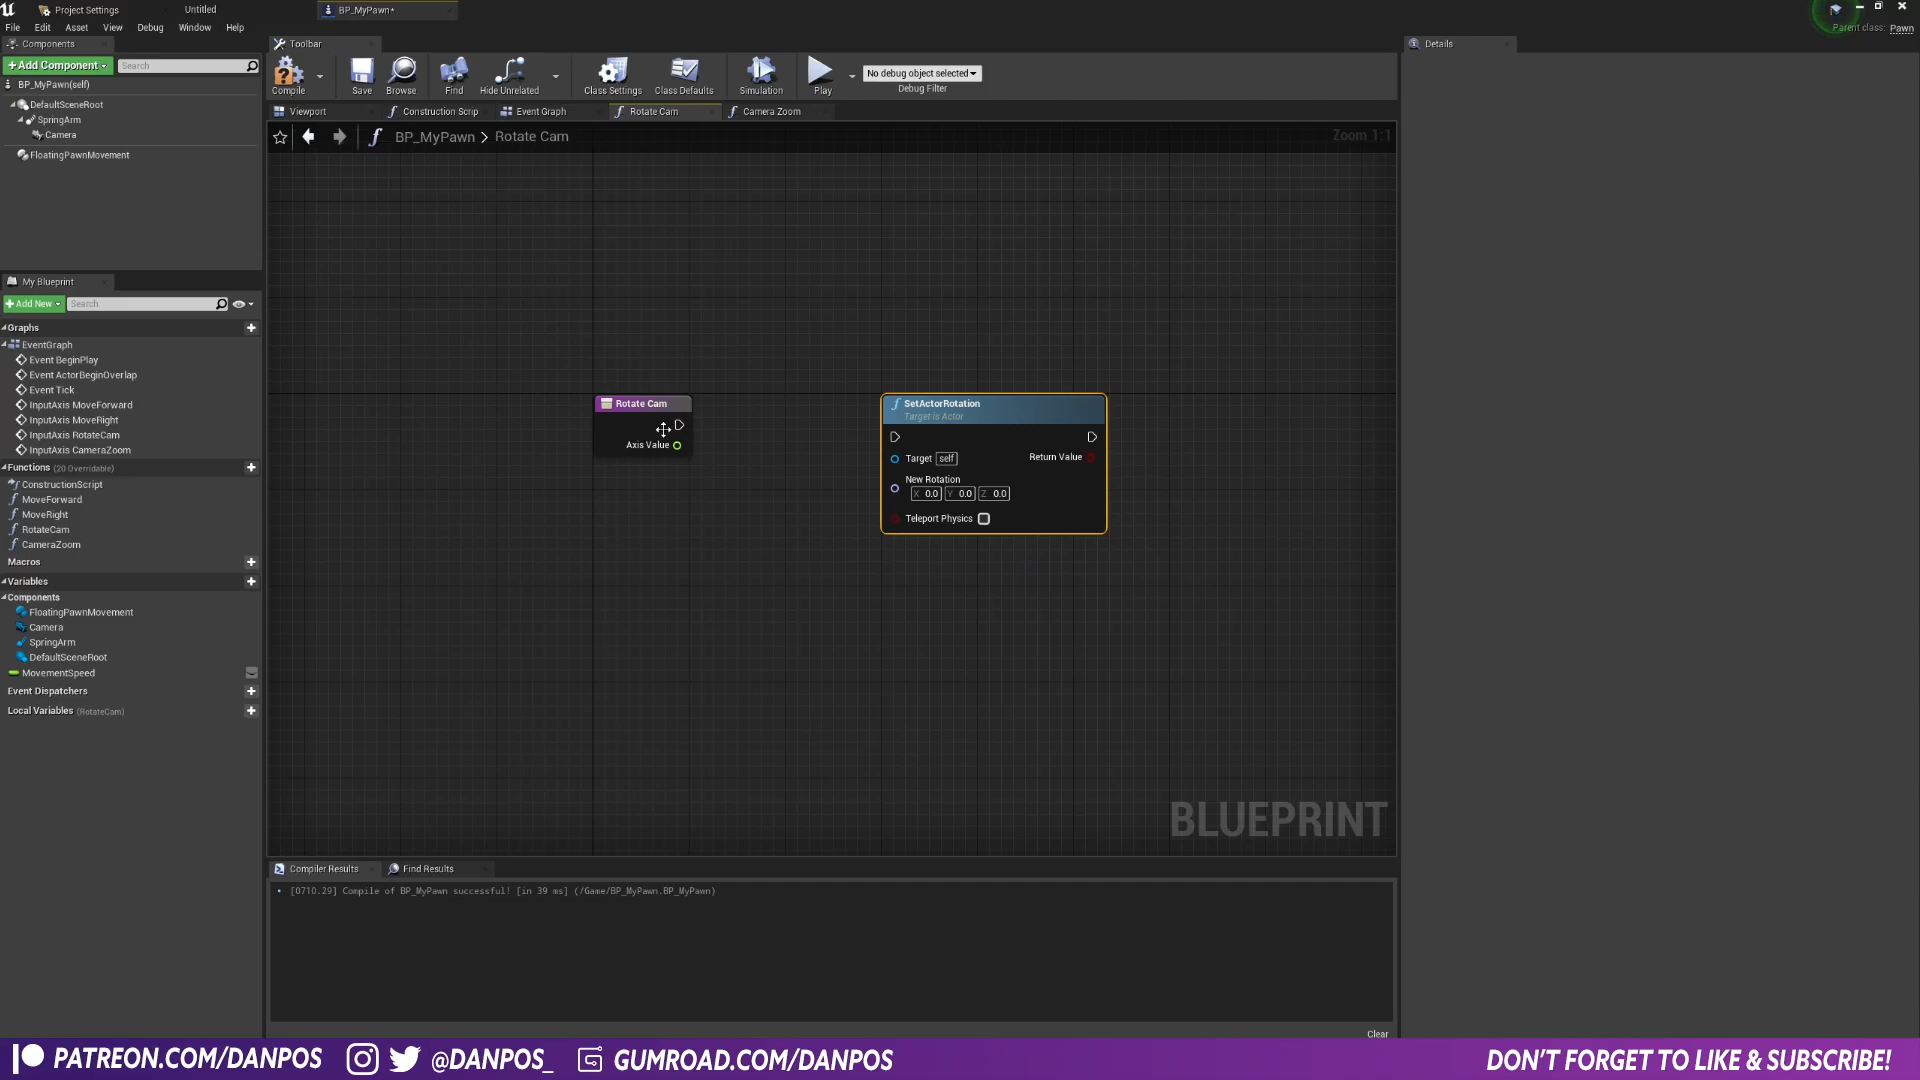 Project Settings
Untitled
BP_MyPawn*
File Edit Asset View Debug Window Help
Parent class: Pawn
Components
+Add Component
Search
BP_MyPawn(self)
DefaultSceneRoot
SpringArm
Camera
FloatingPawnMovement
My Blueprint
+Add New
Search
Graphs
EventGraph
Event BeginPlay
Event ActorBeginOverlap
Event Tick
InputAxis MoveForward
InputAxis MoveRight
InputAxis RotateCam
InputAxis CameraZoom
Functions (20 Overridable)
ConstructionScript
MoveForward
MoveRight
RotateCam
CameraZoom
Macros
Variables
Components
FloatingPawnMovement
Camera
SpringArm
DefaultSceneRoot
MovementSpeed
Event Dispatchers
Local Variables (RotateCam)
Toolbar
Compile
Save
Browse
Find
Hide Unrelated
Class Settings
Class Defaults
Simulation
Play
No debug object selected
Debug Filter
Viewport
Construction Scrip
Event Graph
Rotate Cam
Camera Zoom
BP_MyPawn > Rotate Cam
Zoom 1:1
Rotate Cam
Axis Value
SetActorRotation
Target is Actor
Target self
Return Value
New Rotation
X 0.0 Y 0.0 Z 0.0
Teleport Physics
BLUEPRINT
Compiler Results
Find Results
[0710.29] Compile of BP_MyPawn successful! [in 39 ms] (/Game/BP_MyPawn.BP_MyPawn)
Clear
Details
PATREON.COM/DANPOS
@DANPOS_
GUMROAD.COM/DANPOS
DON'T FORGET TO LIKE & SUBSCRIBE!